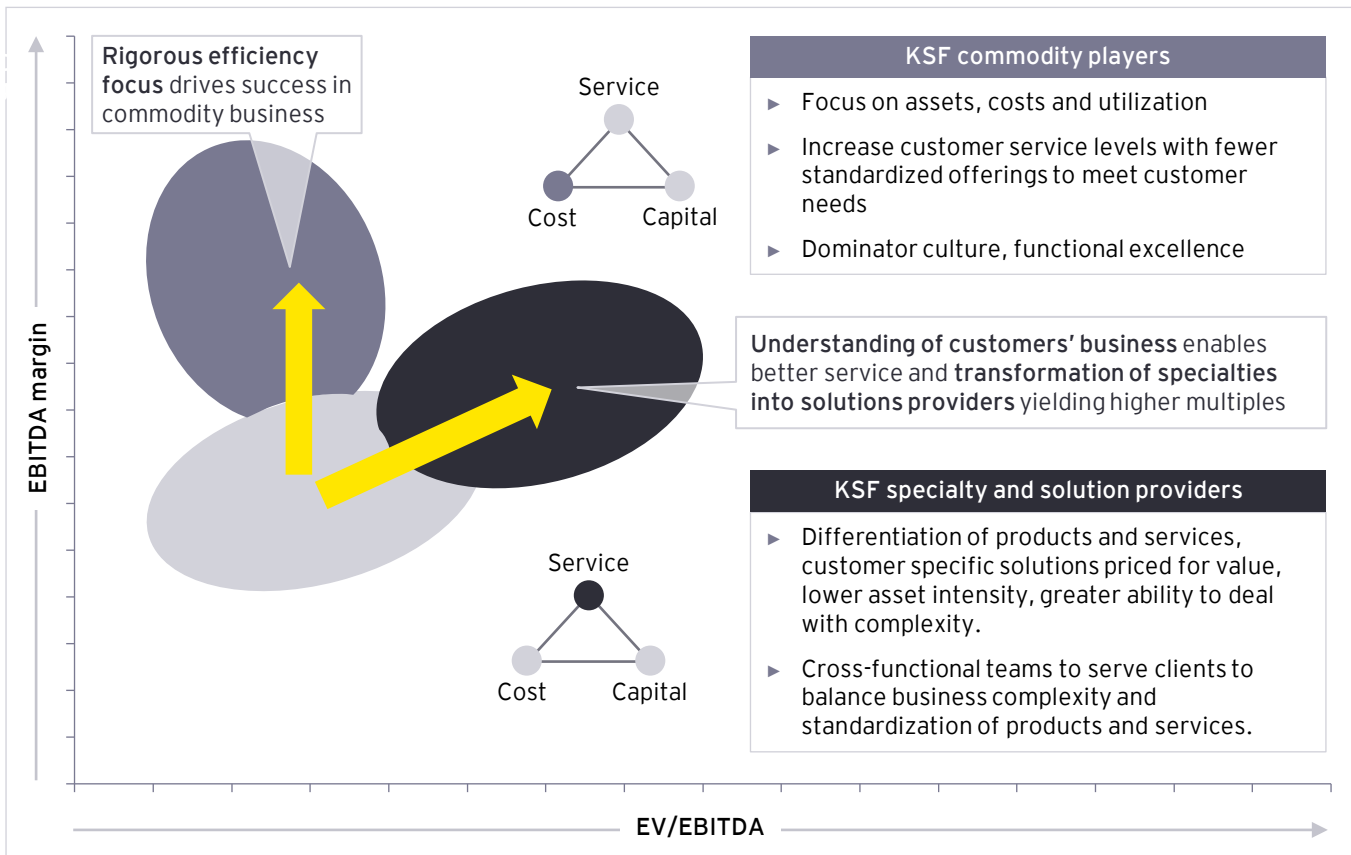 Rigorous efficiency
focus drives success in
commodity business
Service
Cost
Capital
KSF commodity players
► Focus on assets, costs and utilization
► Increase customer service levels with fewer
standardized offerings to meet customer
needs
► Dominator culture, functional excellence
EBITDA margin
Understanding of customers’ business enables
better service and transformation of specialties
into solutions providers yielding higher multiples
KSF specialty and solution providers
► Differentiation of products and services,
customer specific solutions priced for value,
lower asset intensity, greater ability to deal
with complexity.
► Cross-functional teams to serve clients to
balance business complexity and
standardization of products and services.
Service
Cost
Capital
EV/EBITDA